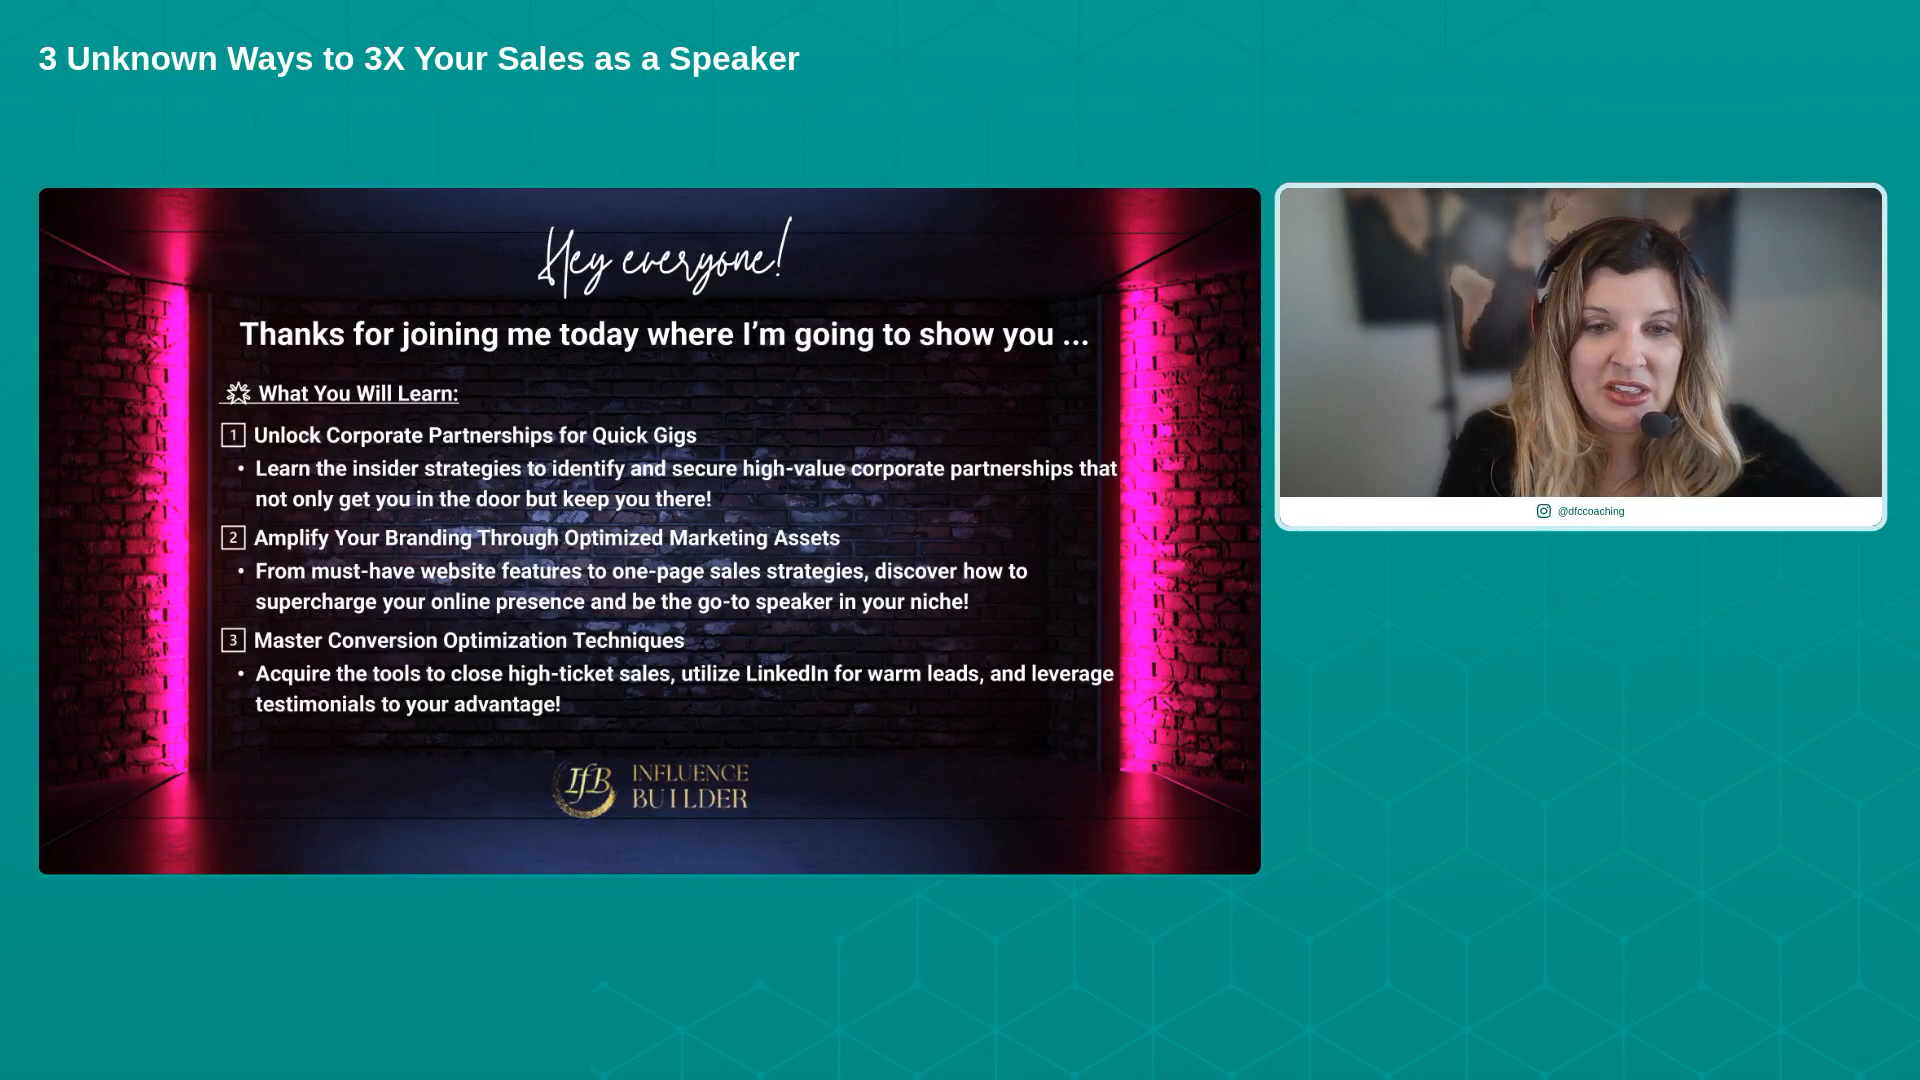 3 Unknown Ways to 3X Your Sales as a Speaker
Hey everyone!
Thanks for joining me today where I’m going to show you ...
What You Will Learn:
1 Unlock Corporate Partnerships for Quick Gigs
• Learn the insider strategies to identify and secure high-value corporate partnerships that
not only get you in the door but keep you there!
2 Amplify Your Branding Through Optimized Marketing Assets
• From must-have website features to one-page sales strategies, discover how to
supercharge your online presence and be the go-to speaker in your niche!
3 Master Conversion Optimization Techniques
• Acquire the tools to close high-ticket sales, utilize LinkedIn for warm leads, and leverage
testimonials to your advantage!
IfB
INFLUENCE
BUILDER
@dfccoaching